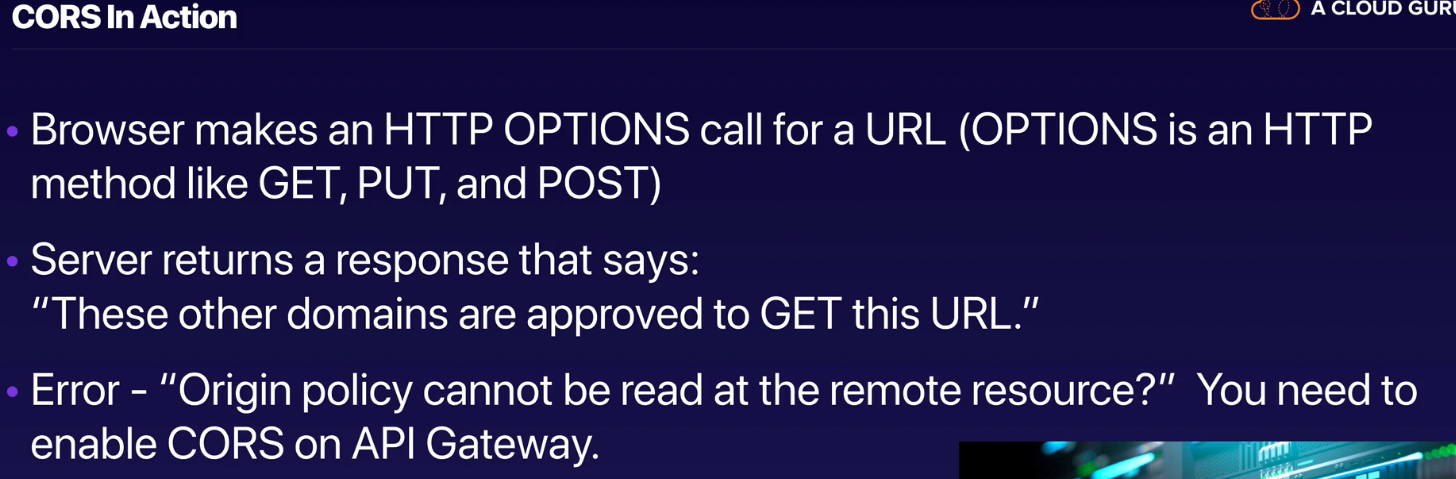 CORS In Action
A CLOUD GURU
• Browser makes an HTTP OPTIONS call for a URL (OPTIONS is an HTTP
method like GET, PUT, and POST)
• Server returns a response that says:
“These other domains are approved to GET this URL.”
• Error - “Origin policy cannot be read at the remote resource?” You need to
enable CORS on API Gateway.